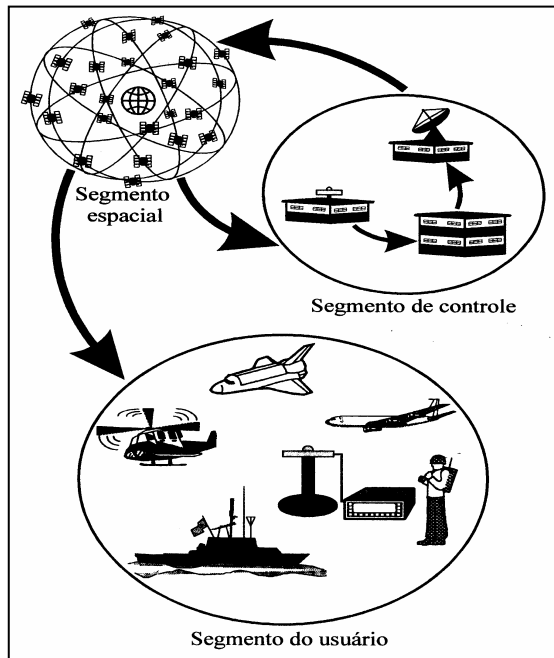 Segmento
espacial
Segmento de controle
Segmento do usuário